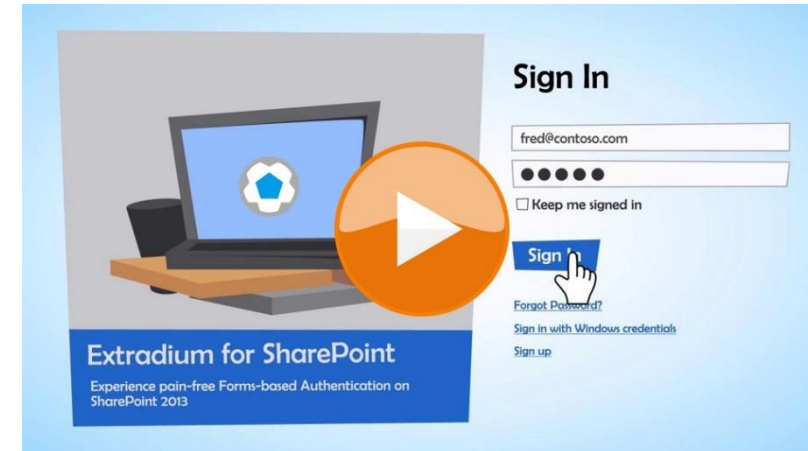 Sign In
fred@contoso.com
Keep me signed in
Sign In
Forgot Password?
Sign in with Windows credentials
Sign up
Extradium for SharePoint
Experience pain-free Forms-based Authentication on
SharePoint 2013